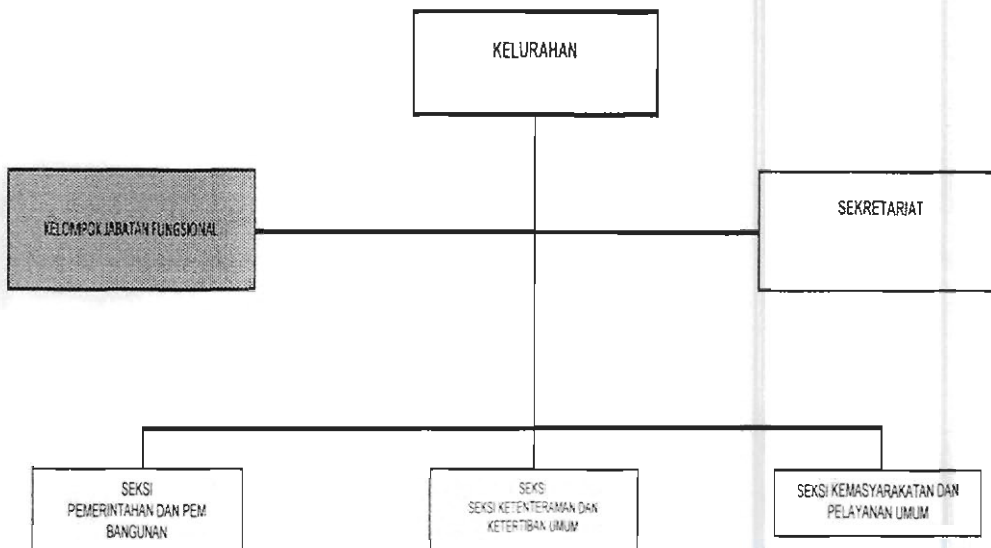 KELURAHAN
KELOMPOK JABATAN FUNGSIONAL
SEKRETARIAT
SEKSI
PEMERINTAHAN DAN PEM
BANGUNAN
SEKSI
SEKSI KETENTERAMAN DAN
KETERTIBAN UMUM
SEKSI KEMASYARAKATAN DAN
PELAYANAN UMUM